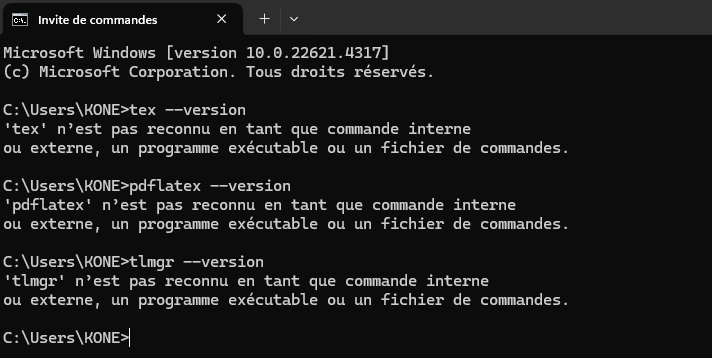 Invite de commandes
Microsoft Windows [version 10.0.22621.4317]
(c) Microsoft Corporation. Tous droits réservés.
C:\Users\KONE>tex --version
'tex' n’est pas reconnu en tant que commande interne
ou externe, un programme exécutable ou un fichier de commandes.
C:\Users\KONE>pdflatex --version
'pdflatex' n’est pas reconnu en tant que commande interne
ou externe, un programme exécutable ou un fichier de commandes.
C:\Users\KONE>tlmgr --version
'tlmgr' n’est pas reconnu en tant que commande interne
ou externe, un programme exécutable ou un fichier de commandes.
C:\Users\KONE>